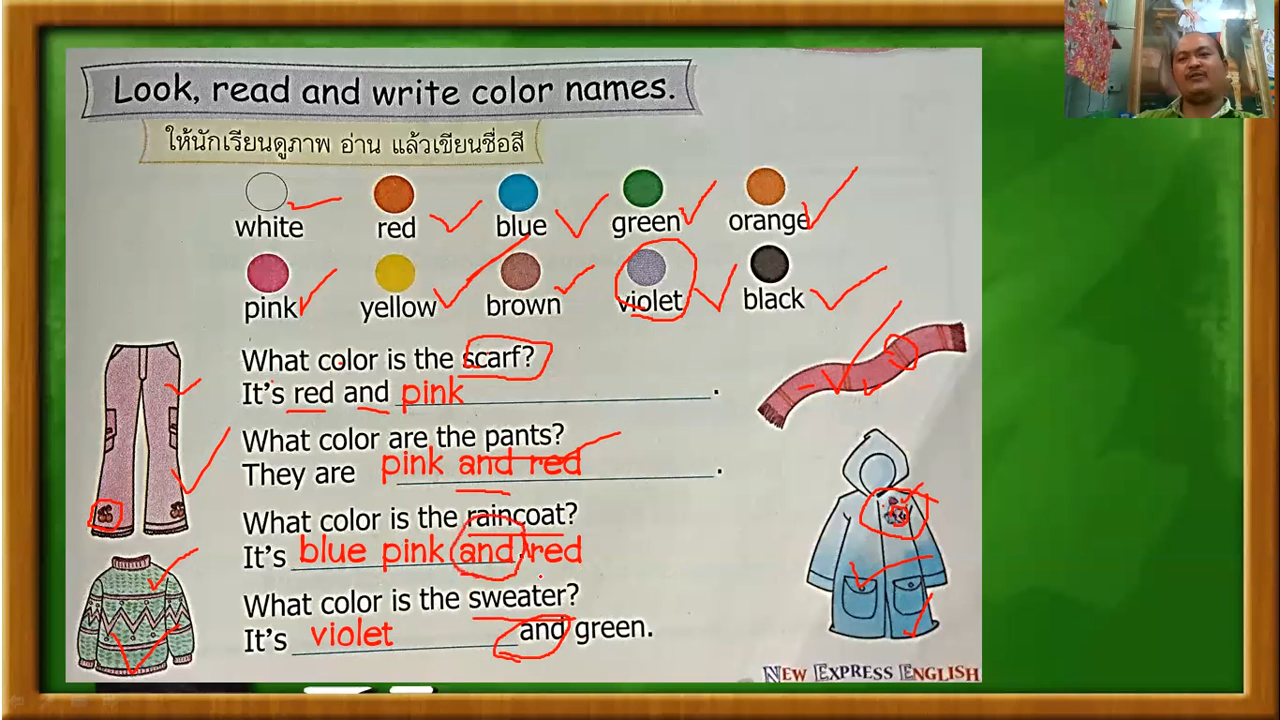 Look, read and write color names.
ให้นักเรียนดูภาพ อ่าน แล้วเขียนชื่อสี
white red blue green orange
pink yellow brown violet black
What color is the scarf?
It's red and pink.
What color are the pants?
They are pink and red.
What color is the raincoat?
It's blue pink and red
What color is the sweater?
It's violet and green.
NEW EXPRESS ENGLISH